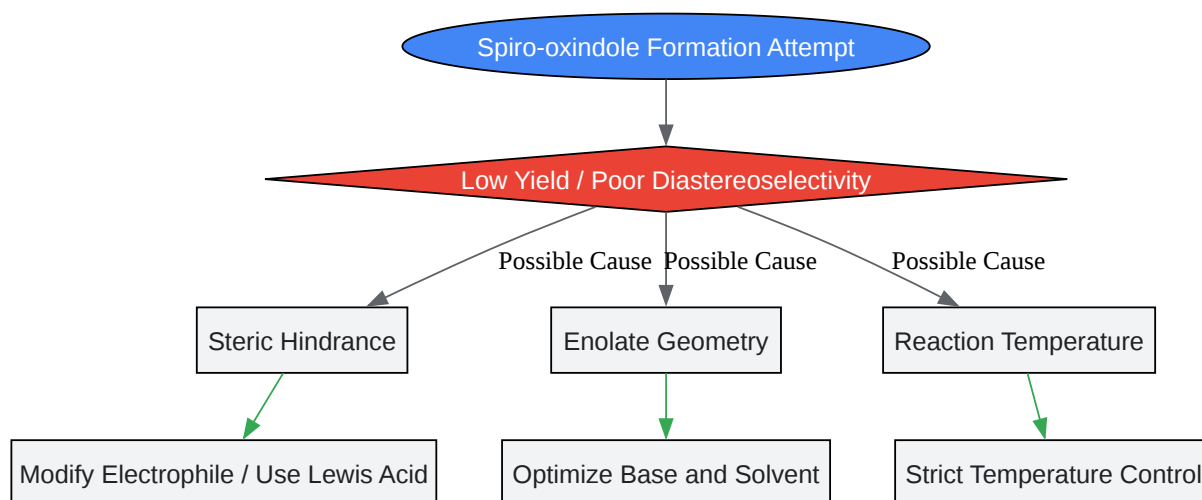 Spiro-oxindole Formation Attempt
Low Yield / Poor Diastereoselectivity
Possible Cause
Possible Cause
Possible Cause
Steric Hindrance
Enolate Geometry
Reaction Temperature
Modify Electrophile / Use Lewis Acid
Optimize Base and Solvent
Strict Temperature Control